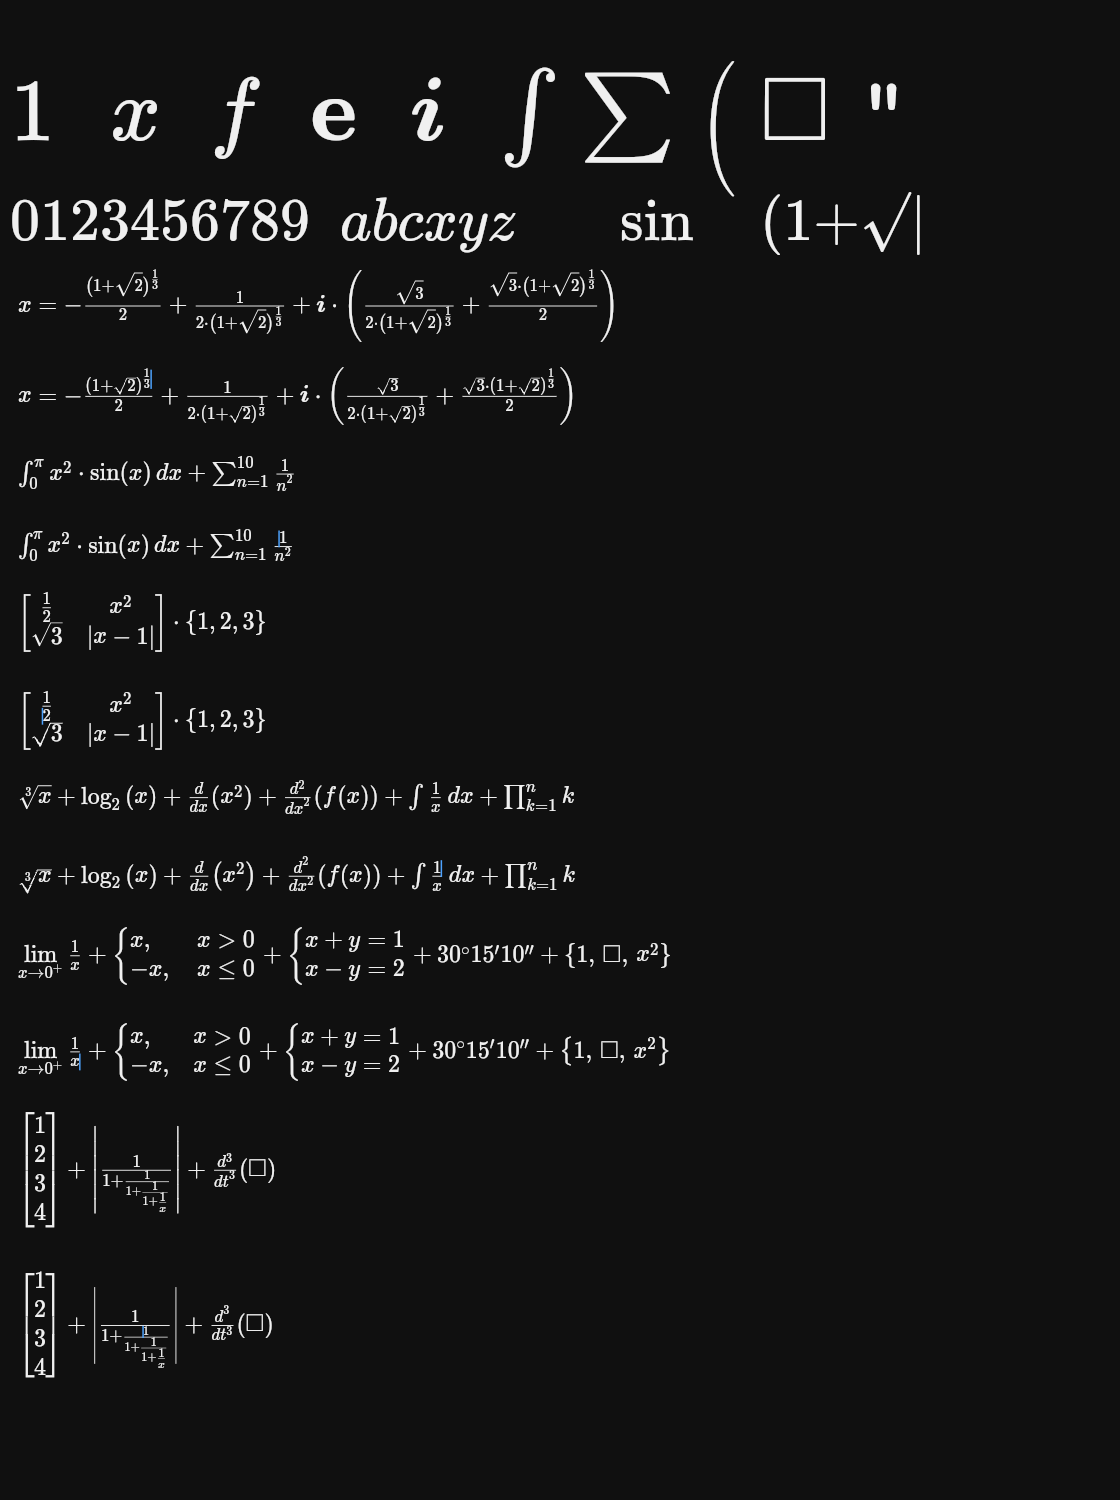 1 x f e i ∫ ∑ ( □ "
0123456789 abcxyz sin (1+√|
x = −(1+√2)^(1/3)/2 + 1/(2·(1+√2)^(1/3)) + i · (√3/(2·(1+√2)^(1/3)) + √3·(1+√2)^(1/3)/2)
x = −(1+√2)^(1/3)/2 + 1/(2·(1+√2)^(1/3)) + i · (√3/(2·(1+√2)^(1/3)) + √3·(1+√2)^(1/3)/2)
∫_0^π x² · sin(x) dx + ∑_{n=1}^{10} 1/n²
∫_0^π x² · sin(x) dx + ∑_{n=1}^{10} 1/n²
[1/2 x² ; √3 |x − 1|] · {1, 2, 3}
[1/2 x² ; √3 |x − 1|] · {1, 2, 3}
∛x + log₂ (x) + d/dx (x²) + d²/dx² (f(x)) + ∫ 1/x dx + ∏_{k=1}^n k
∛x + log₂ (x) + d/dx (x²) + d²/dx² (f(x)) + ∫ 1/x dx + ∏_{k=1}^n k
lim_{x→0⁺} 1/x + {x, x > 0 ; −x, x ≤ 0 + {x + y = 1 ; x − y = 2 + 30°15′10″ + {1, □, x²}
lim_{x→0⁺} 1/x + {x, x > 0 ; −x, x ≤ 0 + {x + y = 1 ; x − y = 2 + 30°15′10″ + {1, □, x²}
[1 ; 2 ; 3 ; 4] + |1/(1+1/(1+1/(1+1/x)))| + d³/dt³ (□)
[1 ; 2 ; 3 ; 4] + |1/(1+1/(1+1/(1+1/x)))| + d³/dt³ (□)